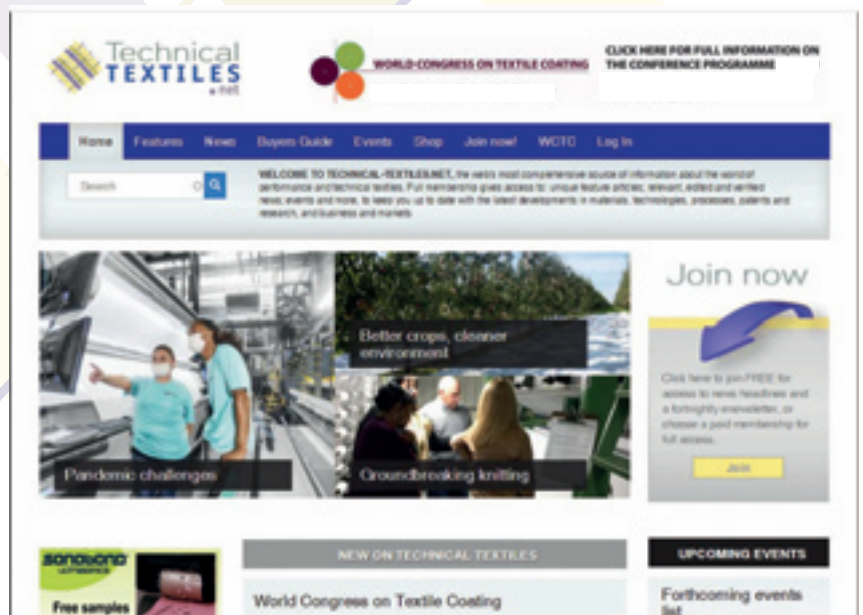 Technical
TEXTILES
.net
WORLD CONGRESS ON TEXTILE COATING
CLICK HERE FOR FULL INFORMATION ON
THE CONFERENCE PROGRAMME
Home Features News Buyers Guide Events Shop Join now! WCTC Log In
Search
WELCOME TO TECHNICAL-TEXTILES.NET, the web's most comprehensive source of information about the world of
performance and technical textiles. Full membership gives access to: unique feature articles, relevant, edited and verified
news, events and more, to keep you up to date with the latest developments in materials, technologies, processes, patents and
research, and business and markets
Pandemic challenges
Better crops, cleaner
environment
Groundbreaking knitting
Join now
Click here to join FREE for
access to news headlines and
a fortnightly enewsletter, or
choose a paid membership for
full access.
Join
sonobond
ULTRASONICS
Free samples
NEW ON TECHNICAL TEXTILES
World Congress on Textile Coating
UPCOMING EVENTS
Forthcoming events
list